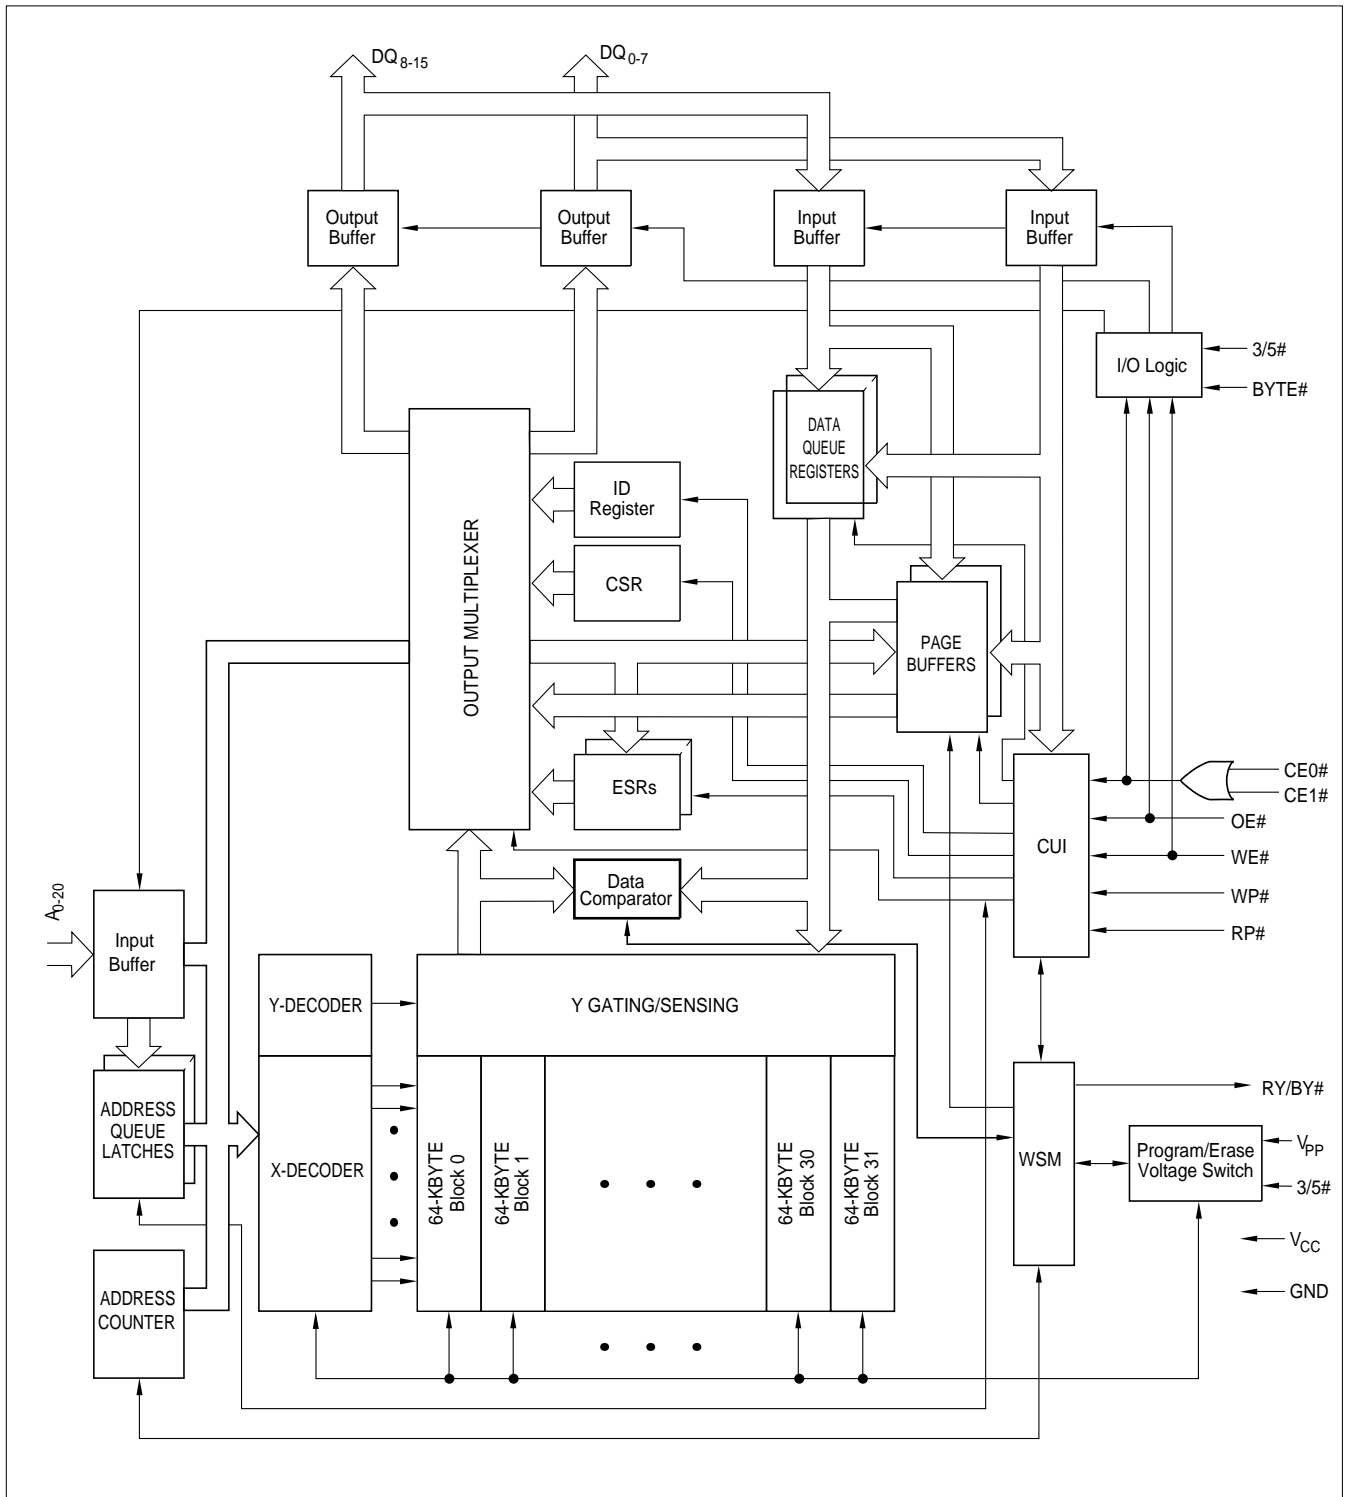 DQ8-15
DQ0-7
Output
Buffer
Output
Buffer
Input
Buffer
Input
Buffer
I/O Logic
3/5#
BYTE#
DATA
QUEUE
REGISTERS
OUTPUT MULTIPLEXER
ID
Register
CSR
PAGE
BUFFERS
ESRs
CUI
CE0#
CE1#
OE#
WE#
WP#
RP#
Data
Comparator
A0-20
Input
Buffer
Y-DECODER
Y GATING/SENSING
ADDRESS
QUEUE
LATCHES
X-DECODER
64-KBYTE
Block 0
64-KBYTE
Block 1
64-KBYTE
Block 30
64-KBYTE
Block 31
WSM
RY/BY#
Program/Erase
Voltage Switch
VPP
3/5#
VCC
GND
ADDRESS
COUNTER